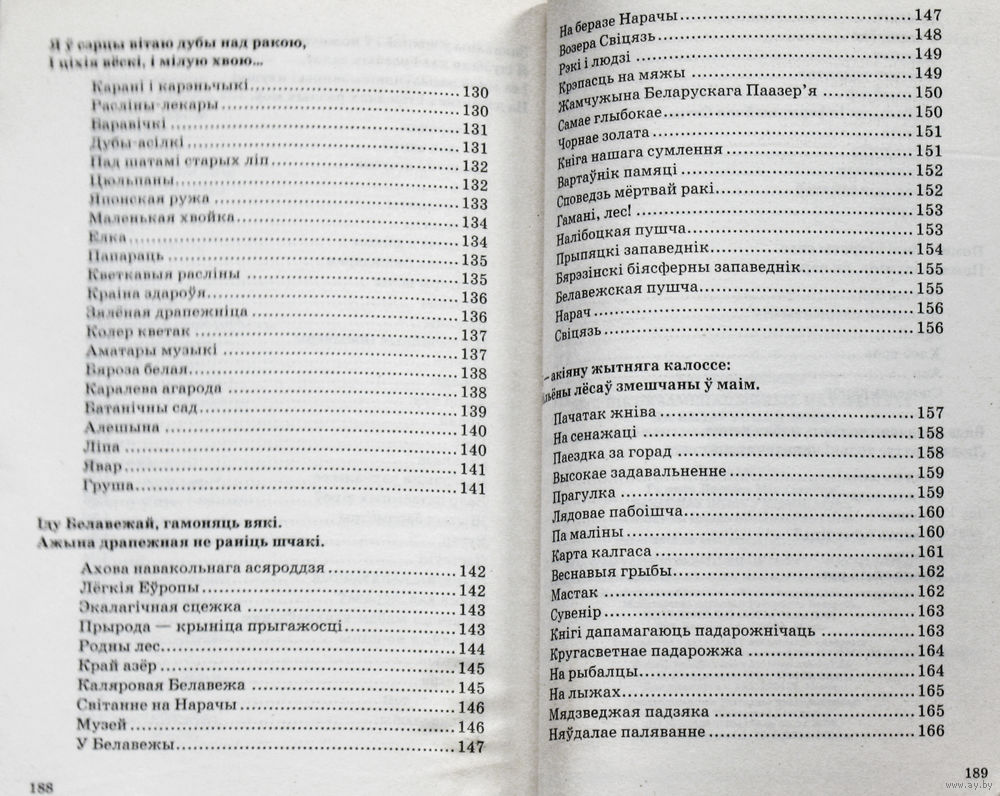 Я ў сэрцы вітаю дубы над ракою,
І ціхія вёскі, і мілую хвою...
Карані і карэньчыкі 130
Расліны-лекары 130
Баравічкі 131
Дубы-асілкі 131
Пад шатамі старых ліп 132
Цюльпаны 132
Японская ружа 133
Маленькая хвойка 134
Елка 134
Папараць 135
Кветкавыя расліны 135
Краіна здароўя 136
Зялёная драпежніца 136
Колер кветак 137
Аматары музыкі 137
Бяроза белая 138
Каралева агарода 138
Батанічны сад 139
Алешына 140
Ліпа 140
Явар 141
Груша 141
Іду Белавежай, гамоняць вякі.
Ажына драпежная не раніць шчакі.
Ахова навакольнага асяроддзя 142
Лёгкія Еўропы 142
Экалагічная сцежка 143
Прырода — крыніца прыгажосці 143
Родны лес 144
Край азёр 145
Каляровая Белавежа 145
Світанне на Нарачы 146
Музей 146
У Белавежы 147
188
На беразе Нарачы 147
Возера Свіцязь 148
Рэкі і людзі 149
Крэпасць на мяжы 149
Жамчужына Беларускага Паазер’я 150
Самае глыбокае 150
Чорнае золата 151
Кніга нашага сумлення 151
Вартаўнік памяці 152
Споведзь мёртвай ракі 152
Гамані, лес! 153
Налібоцкая пушча 153
Прыпяцкі запаведнік 154
Бярэзінскі біясферны запаведнік 155
Белавежская пушча 155
Нарач 156
Свіцязь 156
акіяну жытняга калоссе:
льёны лёсаў змешчаны ў маім.
Пачатак жніва 157
На сенажаці 158
Паездка за горад 158
Высокае задавальненне 159
Прагулка 159
Лядовае пабоішча 160
Па маліны 160
Карта калгаса 161
Веснавыя грыбы 162
Мастак 162
Сувенір 163
Кнігі дапамагаюць падарожнічаць 163
Кругасветнае падарожжа 164
На рыбалцы 164
На лыжах 165
Мядзведжая падзяка 165
Няўдалае паляванне 166
189
www.ay.by